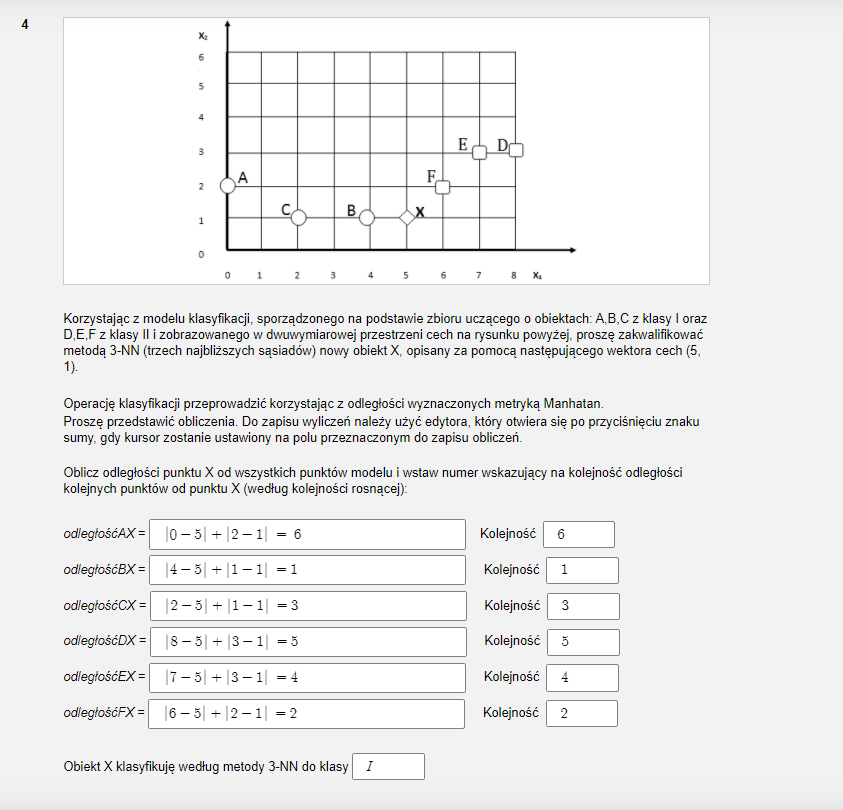 4
X₂
6
5
4
3
2
1
0
E D
A F
C B X
0 1 2 3 4 5 6 7 8 X₁
Korzystając z modelu klasyfikacji, sporządzonego na podstawie zbioru uczącego o obiektach: A,B,C z klasy I oraz
D,E,F z klasy II i zobrazowanego w dwuwymiarowej przestrzeni cech na rysunku powyżej, proszę zakwalifikować
metodą 3-NN (trzech najbliższych sąsiadów) nowy obiekt X, opisany za pomocą następującego wektora cech (5,
1).
Operację klasyfikacji przeprowadzić korzystając z odległości wyznaczonych metryką Manhatan.
Proszę przedstawić obliczenia. Do zapisu wyliczeń należy użyć edytora, który otwiera się po przyciśnięciu znaku
sumy, gdy kursor zostanie ustawiony na polu przeznaczonym do zapisu obliczeń.
Oblicz odległości punktu X od wszystkich punktów modelu i wstaw numer wskazujący na kolejność odległości
kolejnych punktów od punktu X (według kolejności rosnącej):
odległośćAX = |0 − 5| + |2 − 1| = 6 Kolejność 6
odległośćBX = |4 − 5| + |1 − 1| = 1 Kolejność 1
odległośćCX = |2 − 5| + |1 − 1| = 3 Kolejność 3
odległośćDX = |8 − 5| + |3 − 1| = 5 Kolejność 5
odległośćEX = |7 − 5| + |3 − 1| = 4 Kolejność 4
odległośćFX = |6 − 5| + |2 − 1| = 2 Kolejność 2
Obiekt X klasyfikuję według metody 3-NN do klasy I